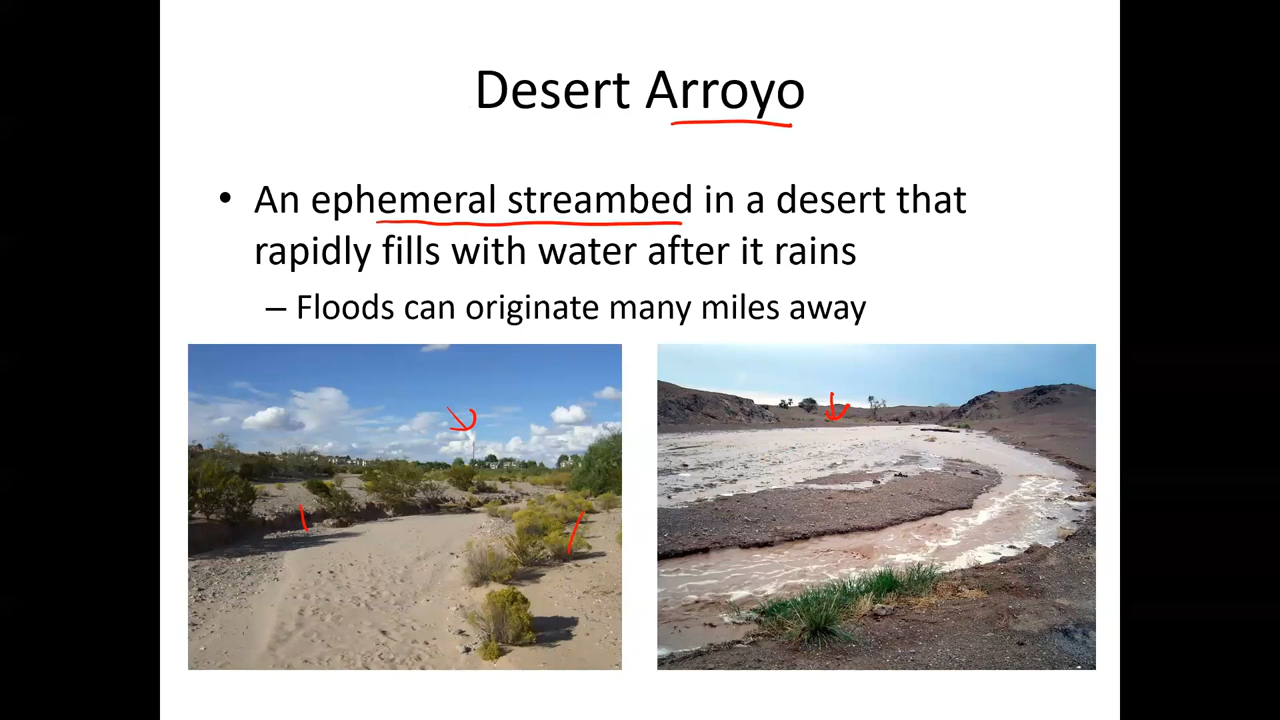 Desert Arroyo
• An ephemeral streambed in a desert that
rapidly fills with water after it rains
– Floods can originate many miles away